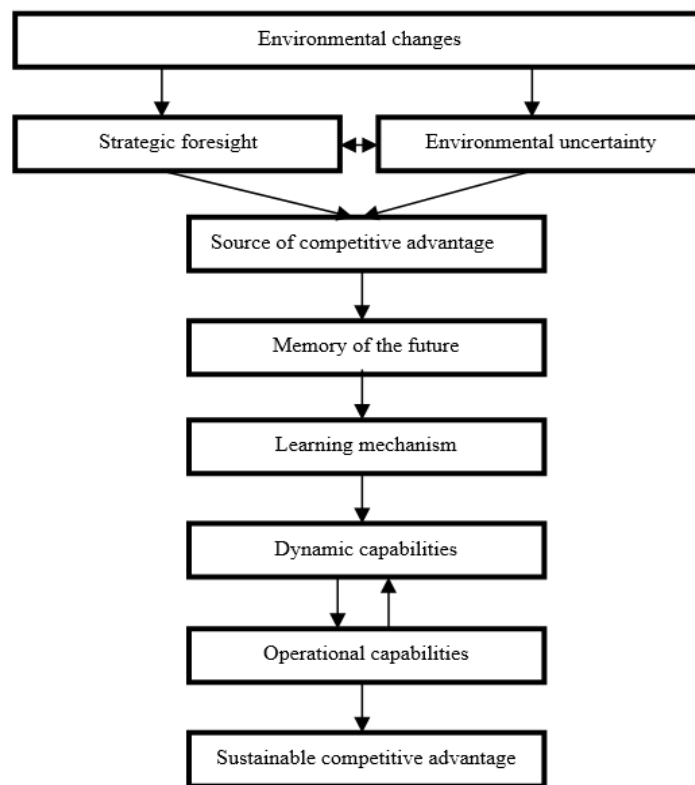 Environmental changes
Strategic foresight
Environmental uncertainty
Source of competitive advantage
Memory of the future
Learning mechanism
Dynamic capabilities
Operational capabilities
Sustainable competitive advantage